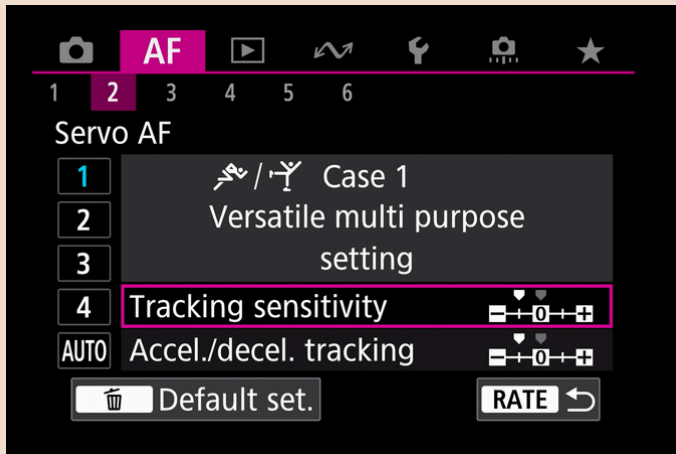 AF
1 2 3 4 5 6
Servo AF
1
Case 1
2
Versatile multi purpose
setting
3
4
Tracking sensitivity
- 0 +
AUTO
Accel./decel. tracking
- 0 +
Default set.
RATE